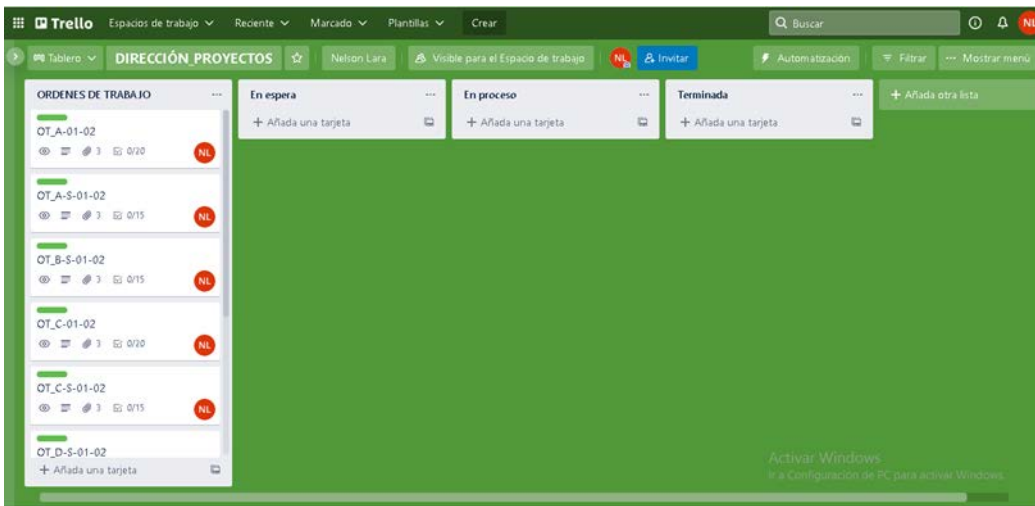 Trello Espacios de trabajo Reciente Marcado Plantillas Crear Buscar NL
Tablero DIRECCIÓN_PROYECTOS Nelson Lara Visible para el Espacio de trabajo NL Invitar Automatización Filtrar ... Mostrar menú
ORDENES DE TRABAJO ...
OT_A-01-02
3 0/20 NL
OT_A-S-01-02
3 0/15 NL
OT_B-S-01-02
3 0/15 NL
OT_C-01-02
3 0/20 NL
OT_C-S-01-02
3 0/15 NL
OT_D-S-01-02
+ Añada una tarjeta
En espera ...
+ Añada una tarjeta
En proceso ...
+ Añada una tarjeta
Terminada ...
+ Añada una tarjeta
+ Añada otra lista
Activar Windows
Ir a Configuración de PC para activar Windows.